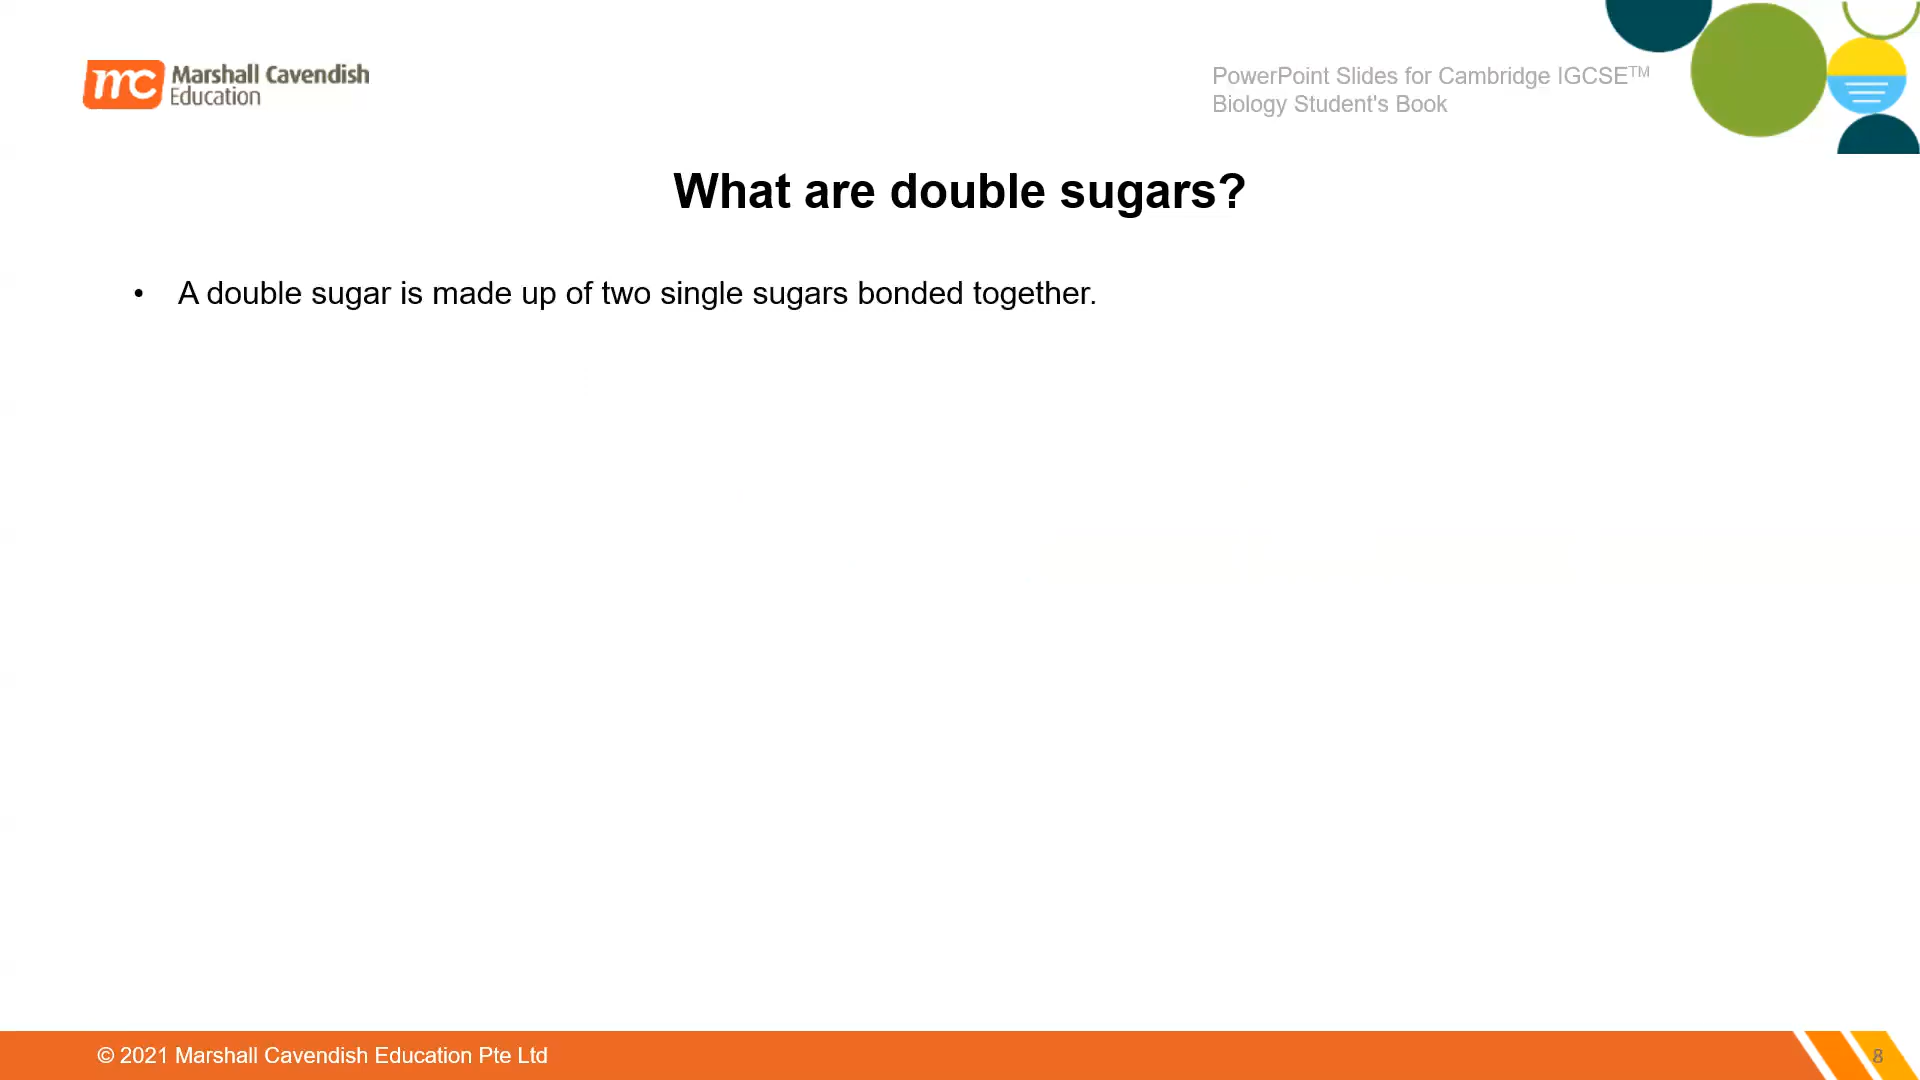 mc Marshall Cavendish
Education
PowerPoint Slides for Cambridge IGCSE™
Biology Student's Book
What are double sugars?
• A double sugar is made up of two single sugars bonded together.
© 2021 Marshall Cavendish Education Pte Ltd
8